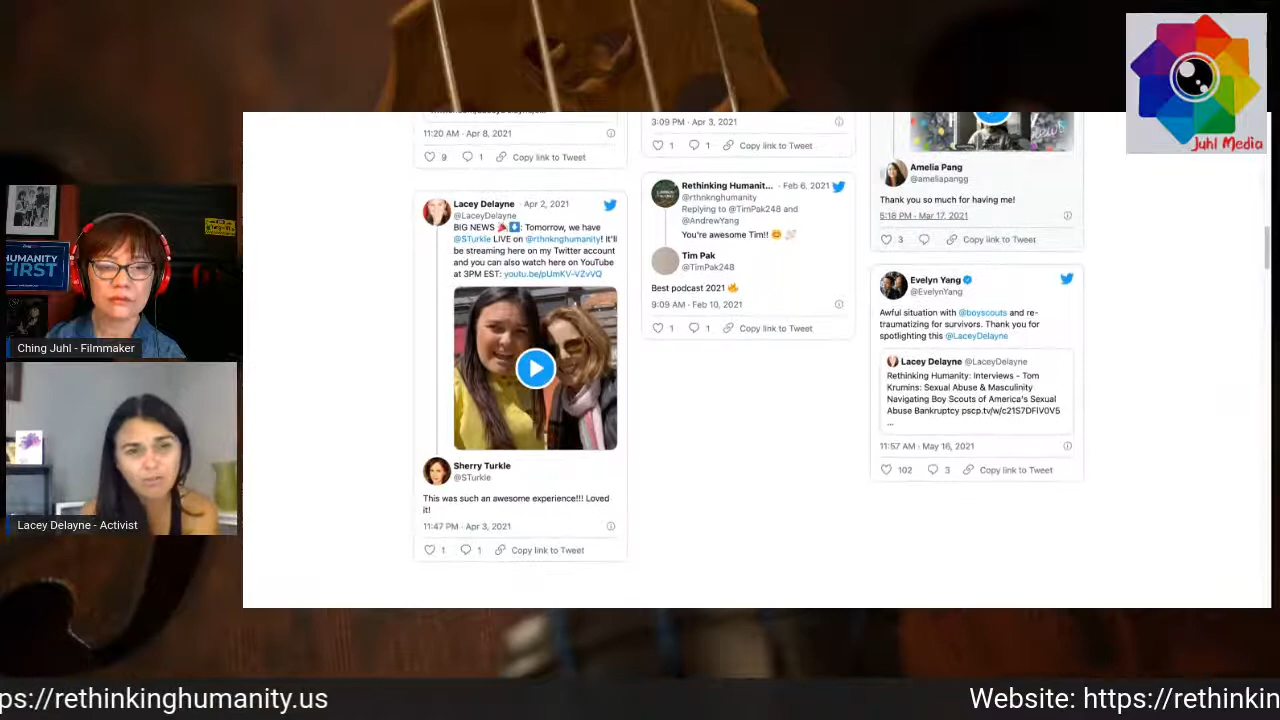 11:20 AM · Apr 8, 2021
9 1 Copy link to Tweet
Lacey Delayne · Apr 2, 2021
@LaceyDelayne
BIG NEWS 🎉⬇️: Tomorrow, we have
@STurkle LIVE on @rthnknghumanity! It'll
be streaming here on my Twitter account
and you can also watch here on YouTube
at 3PM EST: youtu.be/pUmKV-VZvVQ
Sherry Turkle
@STurkle
This was such an awesome experience!!! Loved
it!
11:47 PM · Apr 3, 2021
1 1 Copy link to Tweet
3:09 PM · Apr 3, 2021
1 1 Copy link to Tweet
Rethinking Humanit... · Feb 6, 2021
@rthnknghumanity
Replying to @TimPak248 and
@AndrewYang
You're awesome Tim!! 😊
Tim Pak
@TimPak248
Best podcast 2021 🔥
9:09 AM · Feb 10, 2021
1 1 Copy link to Tweet
Amelia Pang
@ameliapangg
Thank you so much for having me!
5:18 PM · Mar 17, 2021
3 Copy link to Tweet
Evelyn Yang
@EvelynYang
Awful situation with @boyscouts and re-
traumatizing for survivors. Thank you for
spotlighting this @LaceyDelayne
Lacey Delayne @LaceyDelayne
Rethinking Humanity: Interviews - Tom
Krumins: Sexual Abuse & Masculinity
Navigating Boy Scouts of America's Sexual
Abuse Bankruptcy pscp.tv/w/c21S7DFIV0V5
...
11:57 AM · May 16, 2021
102 3 Copy link to Tweet
Juhl Media
HUMANITY
FIRST
Ching Juhl - Filmmaker
Lacey Delayne - Activist
ps://rethinkinghumanity.us
Website: https://rethinkin